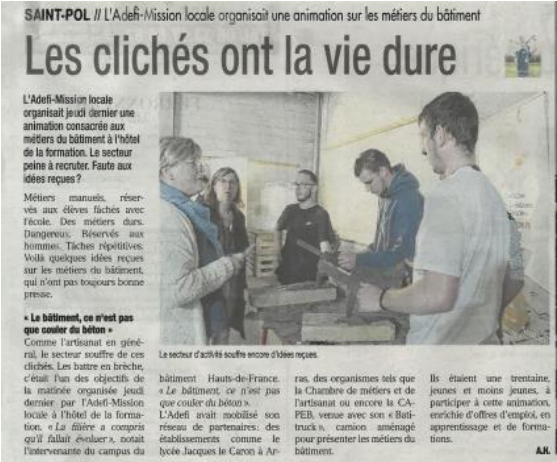 SAINT-POL // L'Adefi-Mission locale organisait une animation sur les métiers du bâtiment
Les clichés ont la vie dure
L'Adefi-Mission locale
organisait jeudi dernier une
animation consacrée aux
métiers du bâtiment à l'hôtel
de la formation. Le secteur
peine à recruter. Faute aux
idées reçues ?
Métiers manuels, réser-
vés aux élèves fâchés avec
l'école. Des métiers durs.
Dangereux. Réservés aux
hommes. Tâches répétitives.
Voilà quelques idées reçues
sur les métiers du bâtiment,
qui n'ont pas toujours bonne
presse.
« Le bâtiment, ce n'est pas
que couler du béton »
Comme l'artisanat en géné-
ral, le secteur souffre de ces
clichés. Les battre en brèche,
c'était l'un des objectifs de
la matinée organisée jeudi
dernier par l'Adefi-Mission
locale à l'hôtel de la forma-
tion. « La filière a compris
qu'il fallait évoluer », notait
l'intervenante du campus du
Le secteur d'activité souffre encore d'idées reçues.
bâtiment Hauts-de-France.
« Le bâtiment, ce n'est pas
que couler du béton ».
L'Adefi avait mobilisé son
réseau de partenaires : des
établissements comme le
lycée Jacques le Caron à Ar-
ras, des organismes tels que
la Chambre de métiers et de
l'artisanat ou encore la CA-
PEB, venue avec son « Bati-
truck », camion aménagé
pour présenter les métiers du
bâtiment.
Ils étaient une trentaine,
jeunes et moins jeunes, à
participer à cette animation,
enrichie d'offres d'emploi, en
apprentissage et de forma-
tions.
A.H.